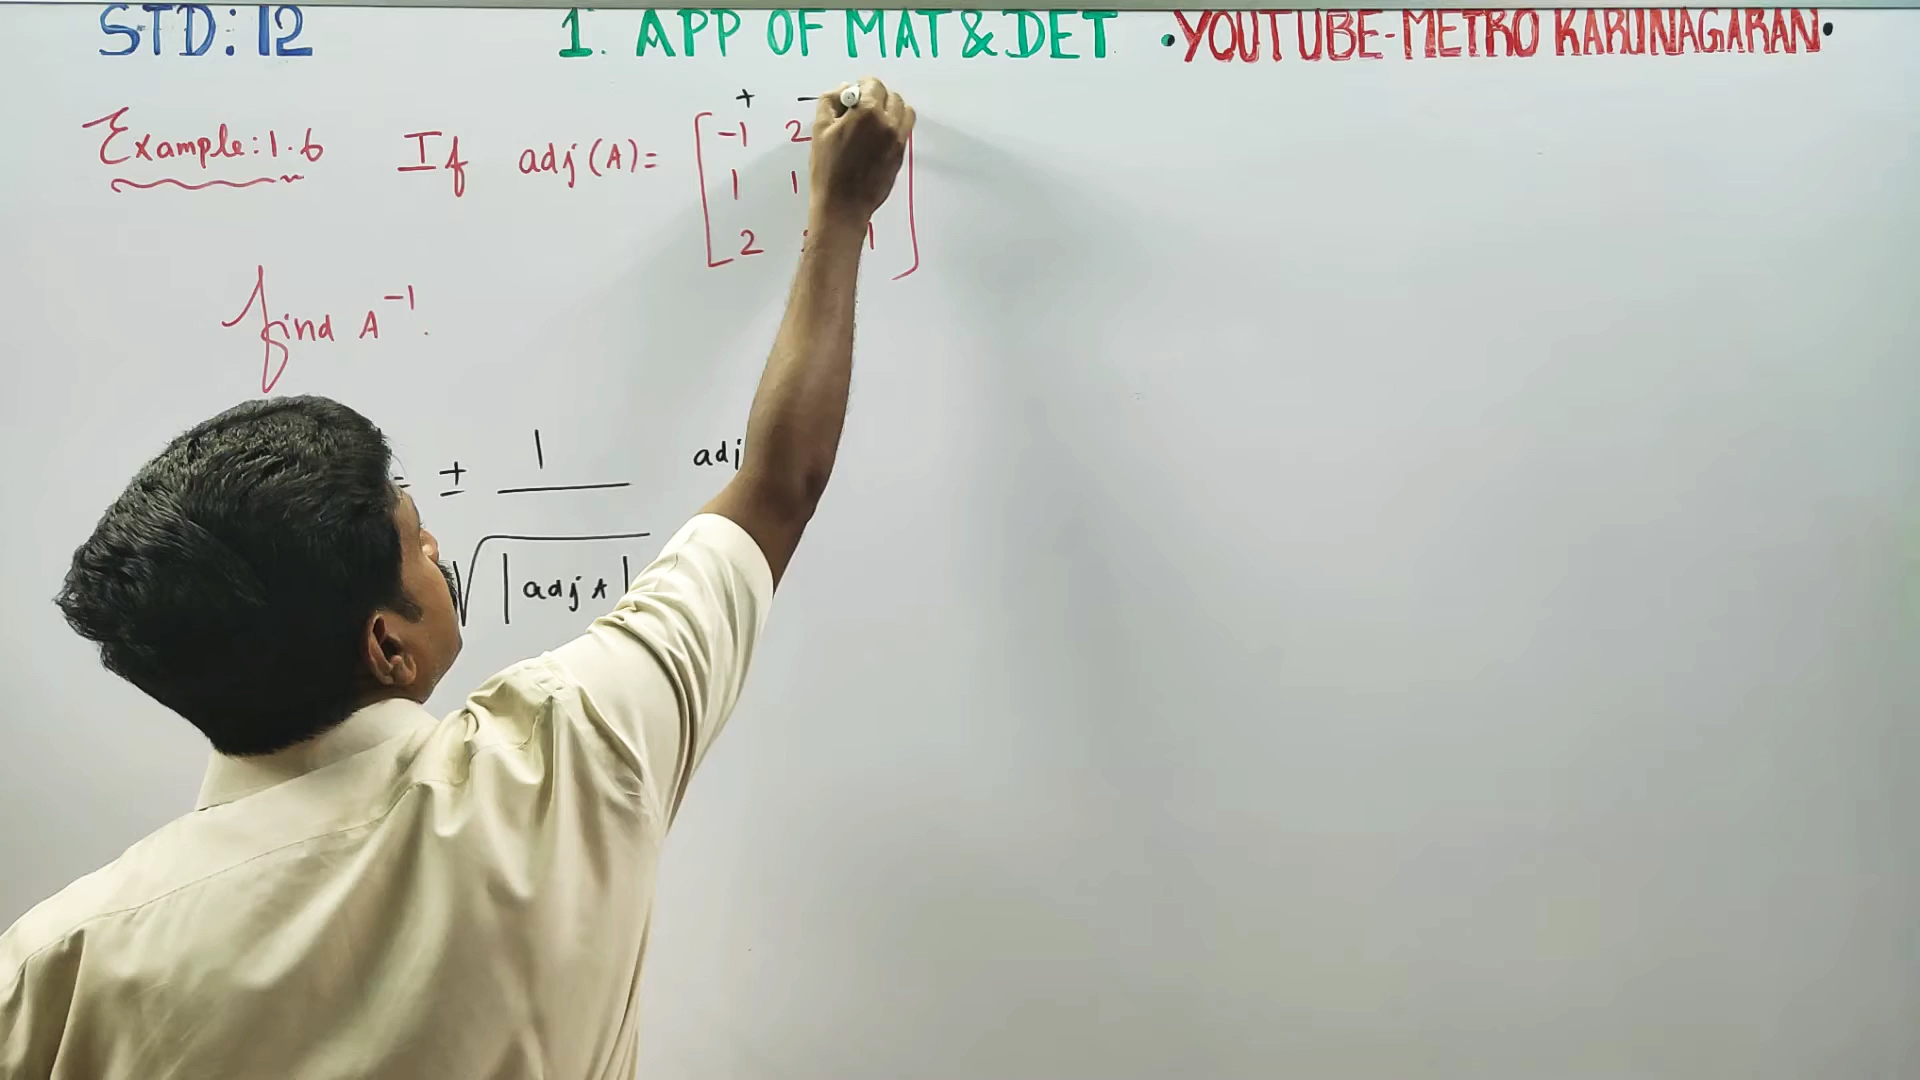 STD: 12 1. APP OF MAT & DET •YOUTUBE-METRO KARUNAGARAN•
+ -
Example: 1.6 If adj(A)= -1 2
1 1
2 1
find A⁻¹.
= ± 1 adj
√|adj A|